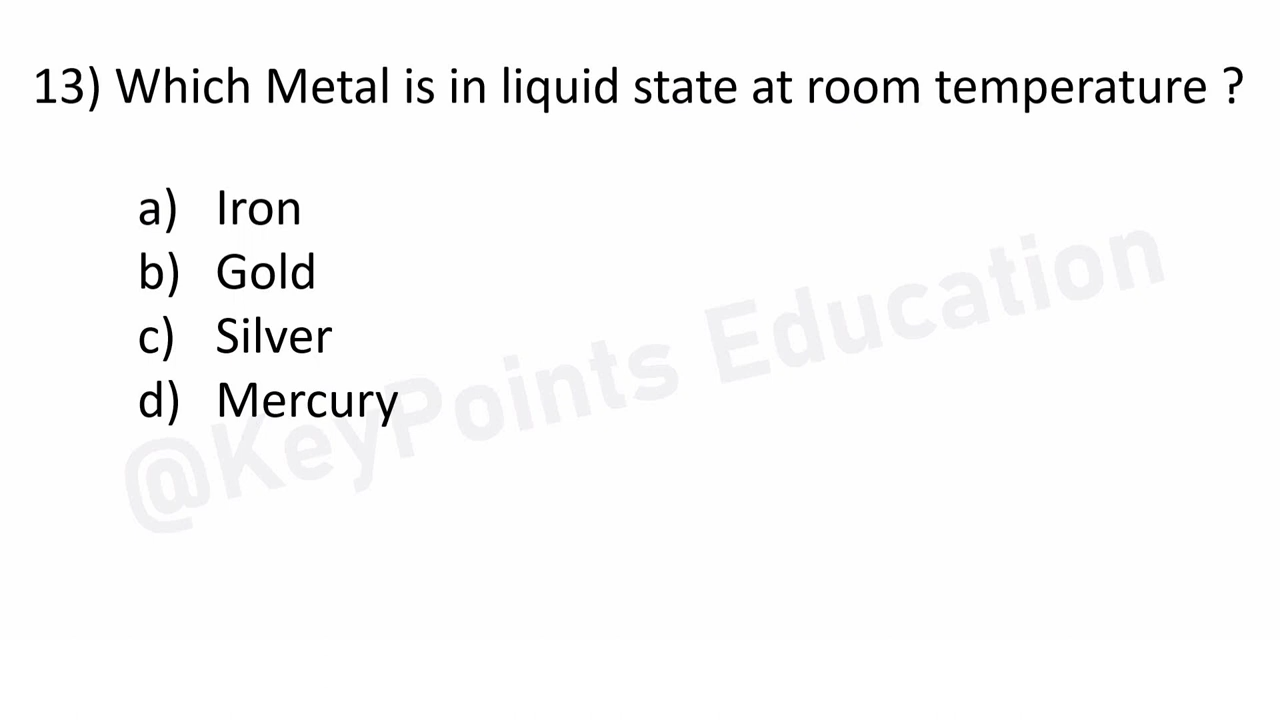 13) Which Metal is in liquid state at room temperature ?
a) Iron
b) Gold
c) Silver
d) Mercury
@KeyPoints Education